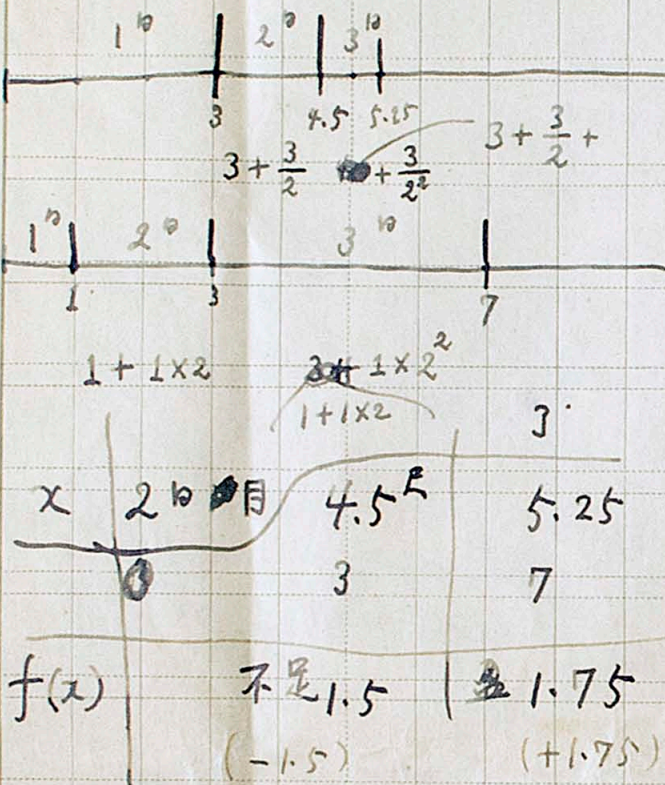 1日 2日 3日
3 4.5 5.25
3 + 3/2 + 3/2² 3 + 3/2 +
1日 2日 3日
1 3 7
1 + 1×2 1×2²
1+1×2
3
x 2日 目 4.5尺 5.25
3 7
f(x) 不足1.5 盈1.75
(-1.5) (+1.75)